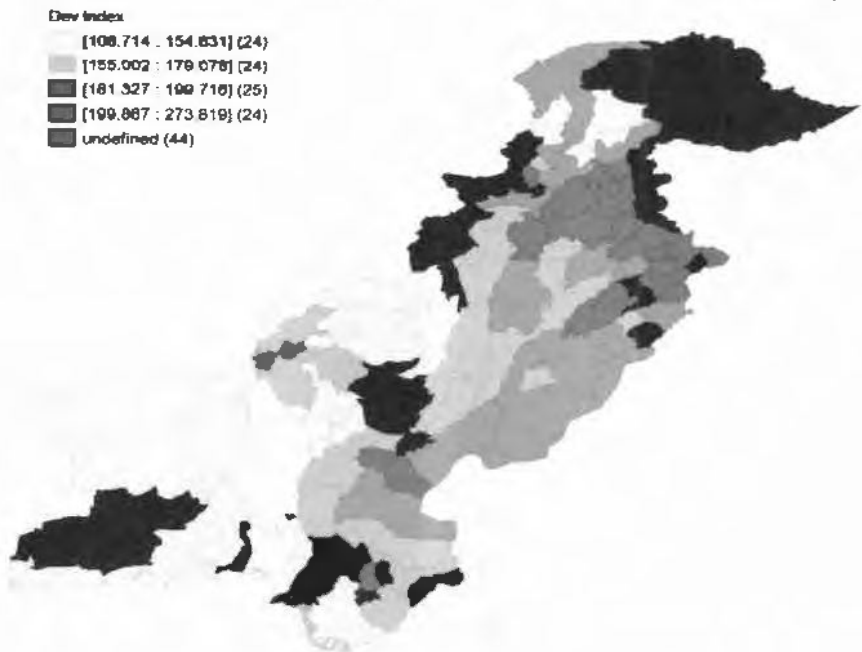 Dev Index
[108.714 : 154.831] (24)
[155.002 : 179.078] (24)
[181.327 : 199.716] (25)
[199.867 : 273.819] (24)
undefined (44)